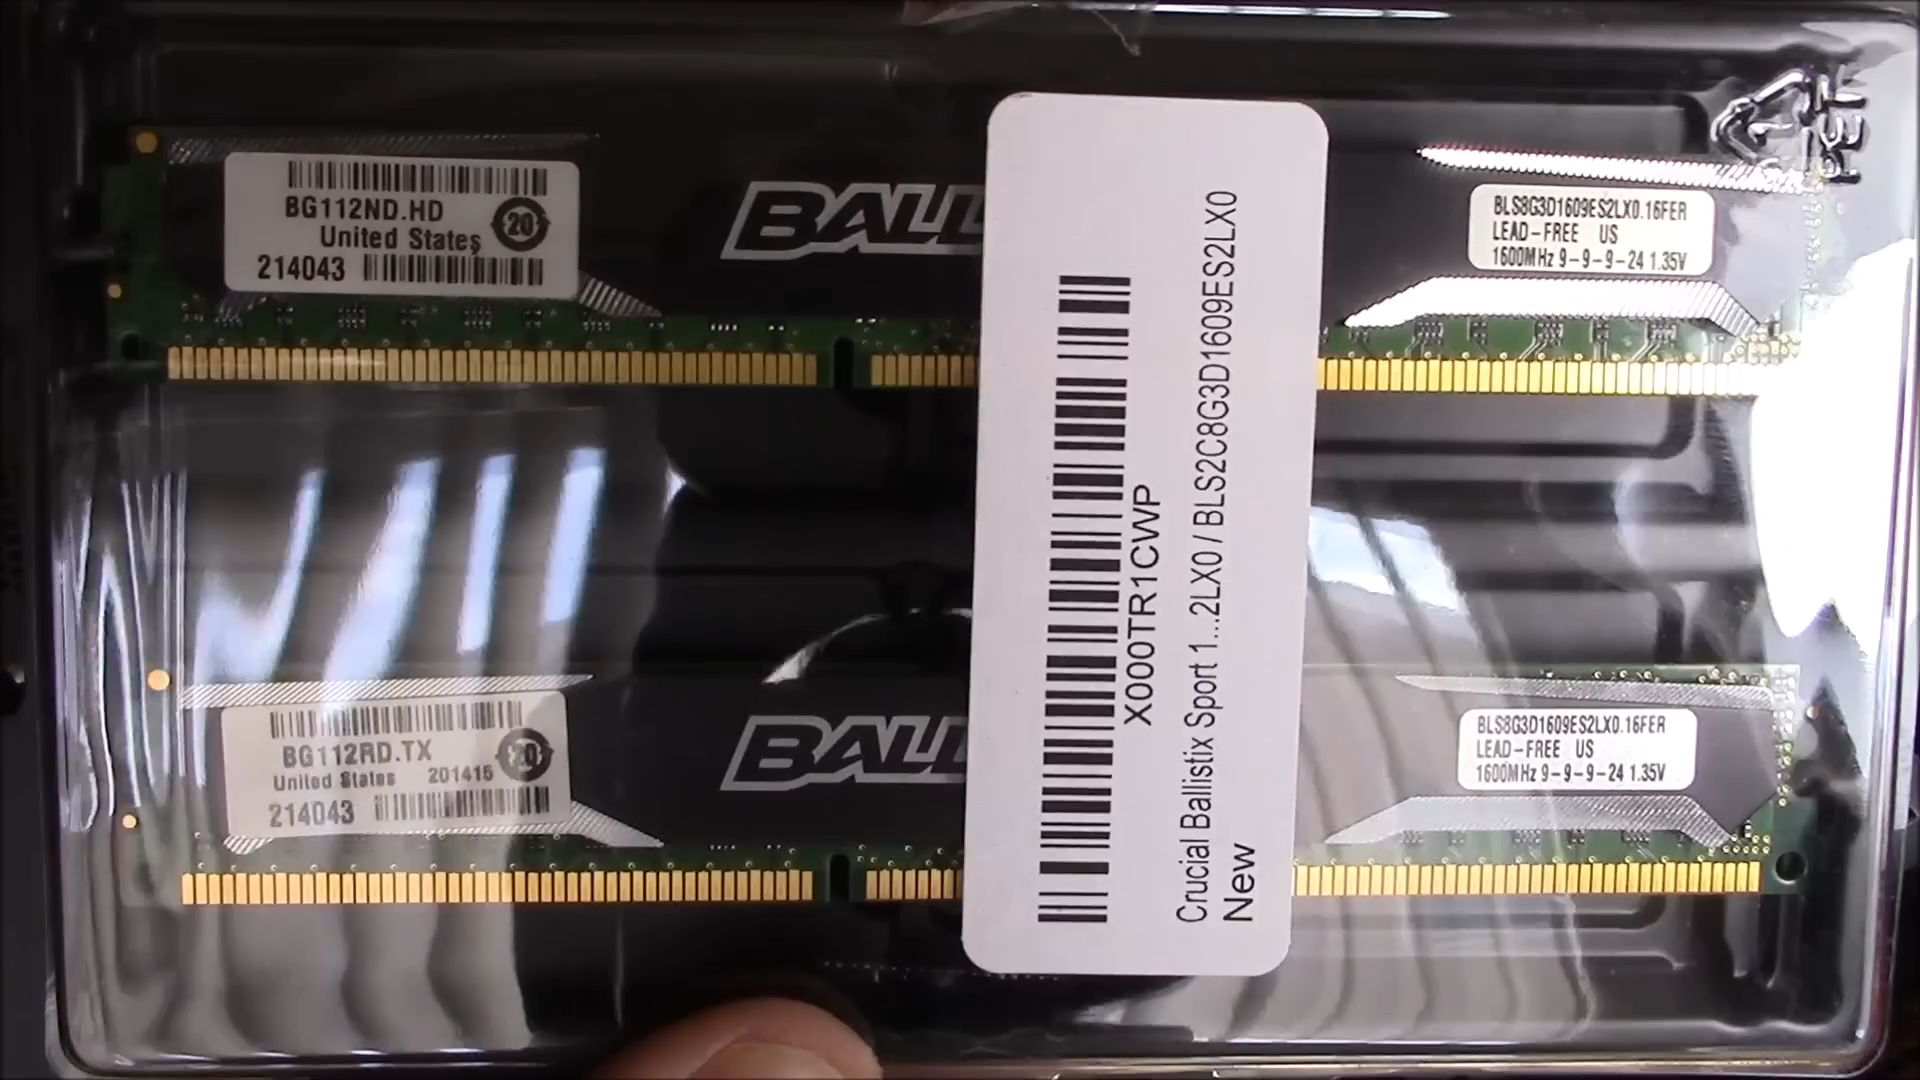 BG112ND.HD
United States
20
214043
BALL
BLS8G3D1609ES2LX0.16FER
LEAD-FREE US
1600MHz 9-9-9-24 1.35V
X000TR1CWP
Crucial Ballistix Sport 1...2LX0 / BLS2C8G3D1609ES2LX0
New
BG112RD.TX
United States 201415
20
214043
BALL
BLS8G3D1609ES2LX0.16FER
LEAD-FREE US
1600MHz 9-9-9-24 1.35V